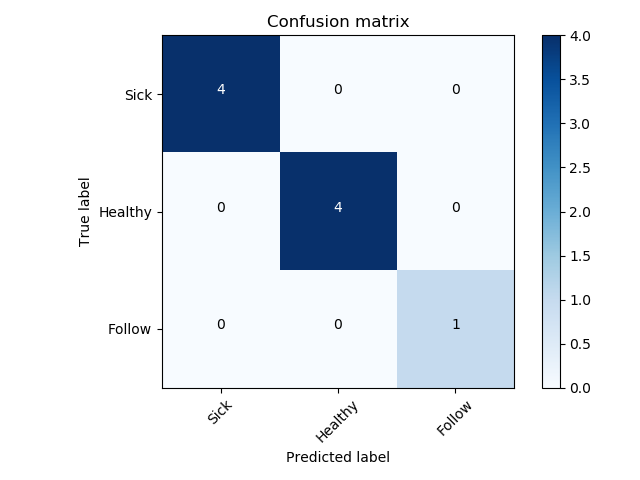 Confusion matrix
Sick 4 0 0
Healthy 0 4 0
Follow 0 0 1
Sick Healthy Follow
True label
Predicted label
4.0
3.5
3.0
2.5
2.0
1.5
1.0
0.5
0.0